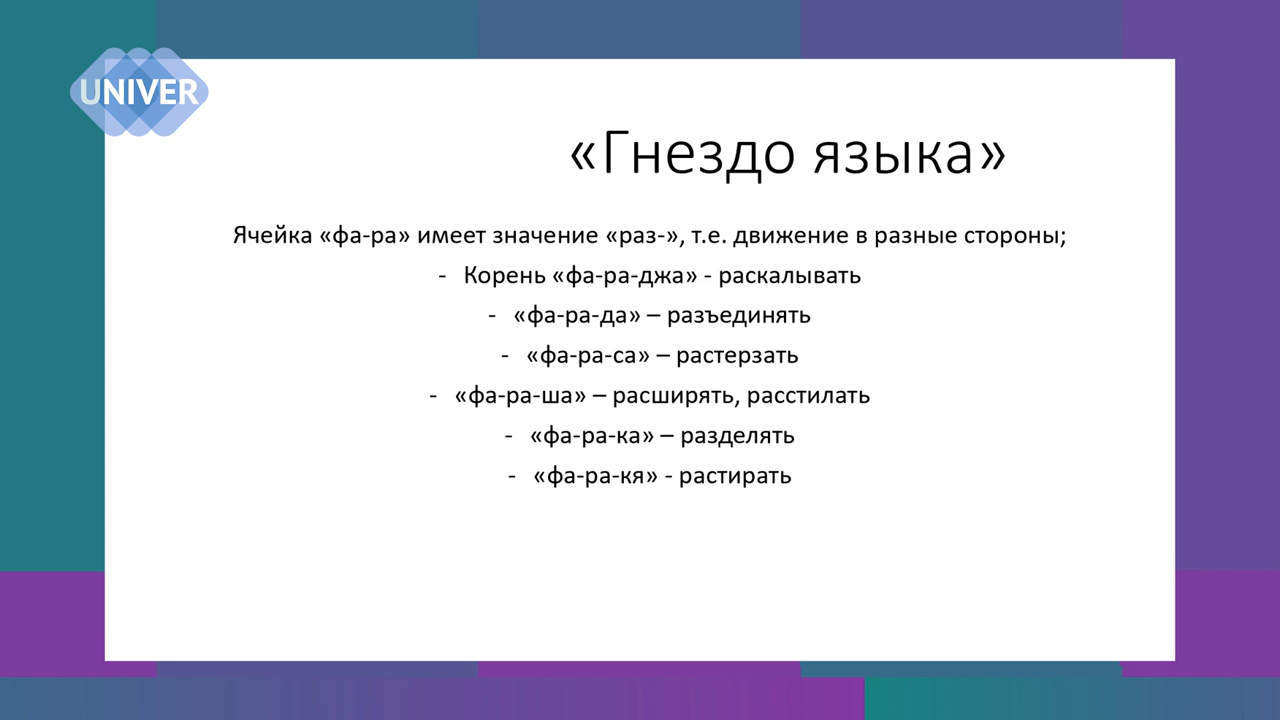 UNIVER
«Гнездо языка»
Ячейка «фа-ра» имеет значение «раз-», т.е. движение в разные стороны;
- Корень «фа-ра-джа» - раскалывать
- «фа-ра-да» – разъединять
- «фа-ра-са» – растерзать
- «фа-ра-ша» – расширять, расстилать
- «фа-ра-ка» – разделять
- «фа-ра-кя» - растирать